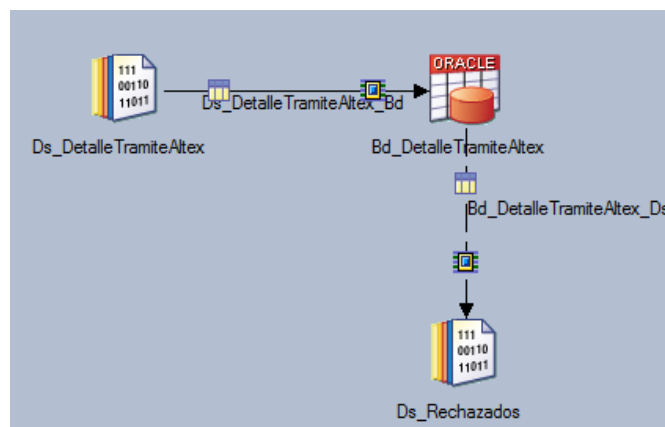 111
00110
11011
ORACLE
Ds_DetalleTramiteAltex_Bd
Ds_DetalleTramiteAltex
Bd_DetalleTramiteAltex
Bd_DetalleTramiteAltex_Ds
111
00110
11011
Ds_Rechazados